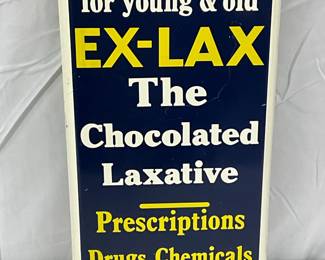 for young & old
EX-LAX
The
Chocolated
Laxative
Prescriptions
Drugs Chemicals